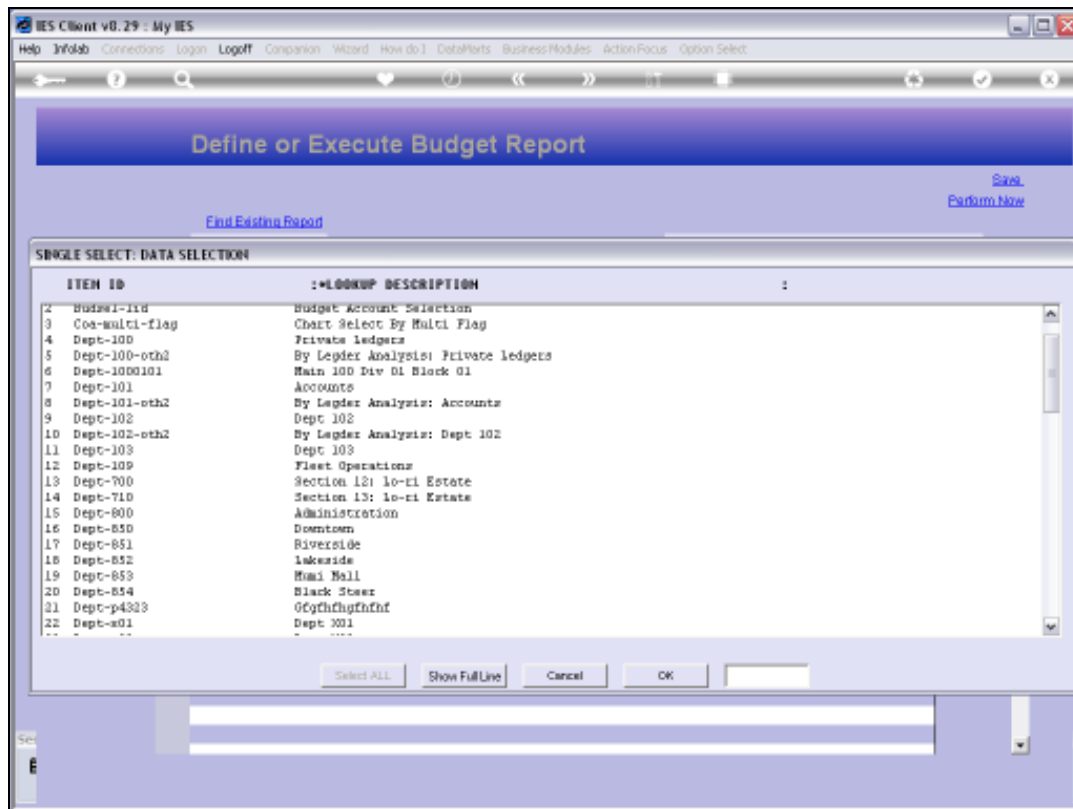 IES Client v8.29 : My IES
Help Infolab Connections Logon Logoff Companion Wizard How do I DataMarts Business Modules Action Focus Option Select
Define or Execute Budget Report
Save
Perform Now
Find Existing Report
SINGLE SELECT: DATA SELECTION
ITEM ID :*LOOKUP DESCRIPTION :
2 Budsel-lid Budget Account Selection
3 Coa-multi-flag Chart Select By Multi Flag
4 Dept-100 Private Ledgers
5 Dept-100-oth2 By Legder Analysis: Private ledgers
6 Dept-1000101 Main 100 Div 01 Block 01
7 Dept-101 Accounts
8 Dept-101-oth2 By Legder Analysis: Accounts
9 Dept-102 Dept 102
10 Dept-102-oth2 By Legder Analysis: Dept 102
11 Dept-103 Dept 103
12 Dept-109 Fleet Operations
13 Dept-700 Section 12: lo-ri Estate
14 Dept-710 Section 13: lo-ri Estate
15 Dept-800 Administration
16 Dept-850 Downtown
17 Dept-851 Riverside
18 Dept-852 lakeside
19 Dept-853 Mumi Mall
20 Dept-854 Black Steer
21 Dept-p4323 Gfgfhfhgfhfhf
22 Dept-x01 Dept X01
Select ALL Show Full Line Cancel OK